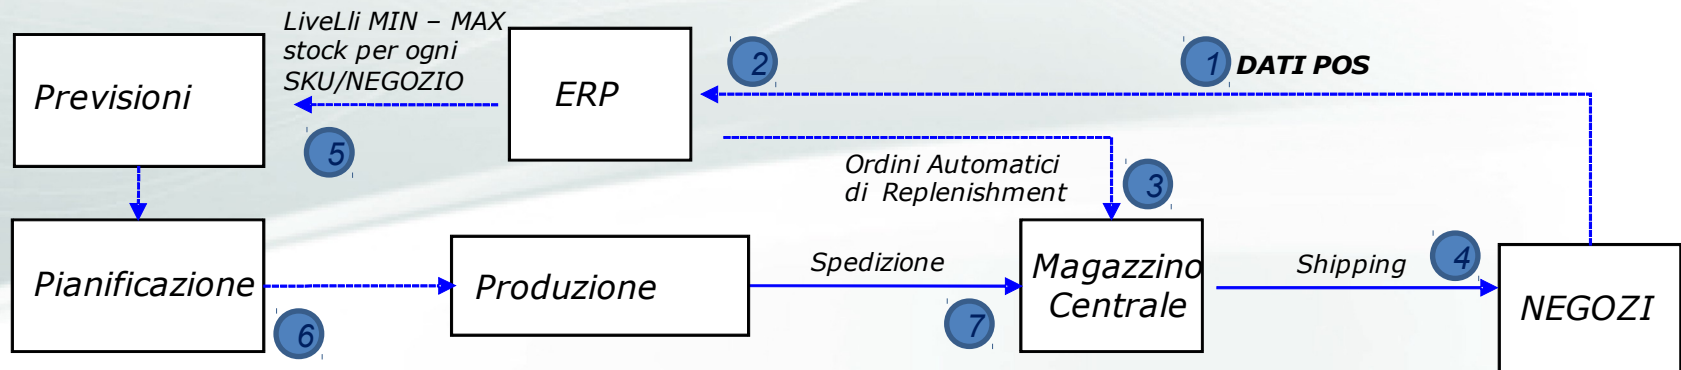 LiveLli MIN – MAX
stock per ogni
SKU/NEGOZIO
Previsioni
ERP
2
1 DATI POS
5
Ordini Automatici
di Replenishment
3
Pianificazione
Produzione
Spedizione
Magazzino
Centrale
Shipping
4
NEGOZI
6
7